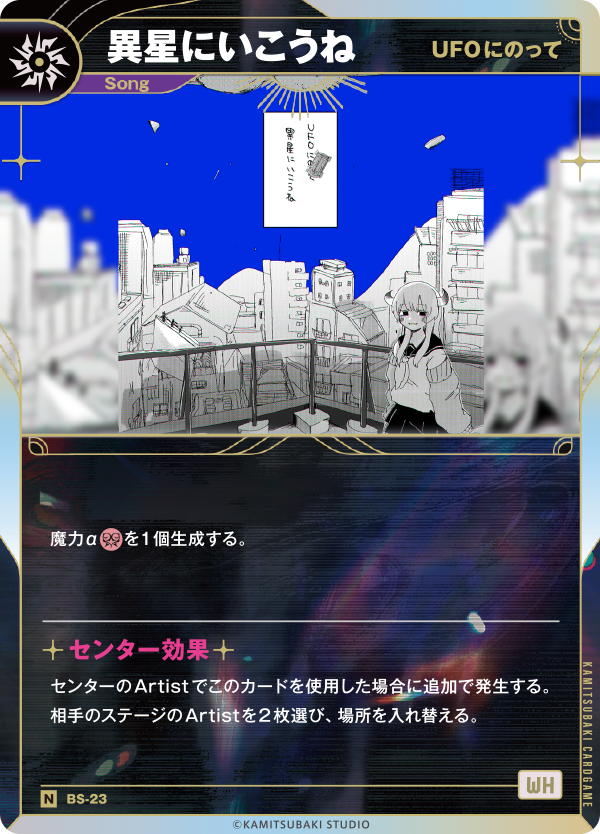 異星にいこうね
UFOにのって
Song
UFOにのって
異星にいこうね
魔力αを1個生成する。
センター効果
センターのArtistでこのカードを使用した場合に追加で発生する。
相手のステージのArtistを2枚選び、場所を入れ替える。
KAMITSUBAKI CARDGAME
WH
N BS-23
©KAMITSUBAKI STUDIO